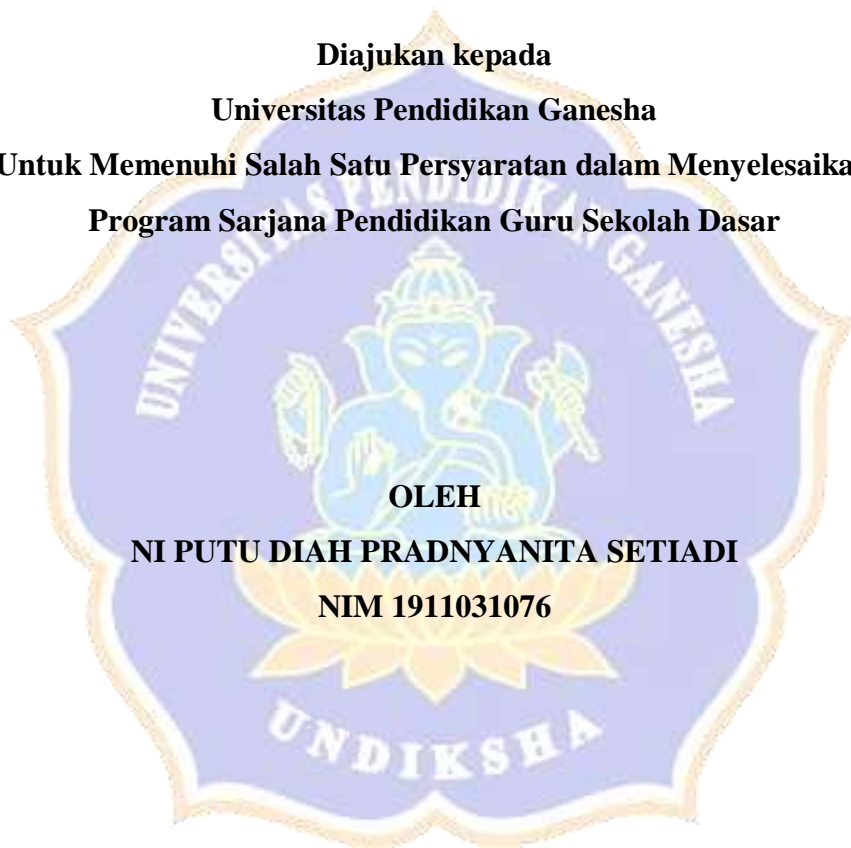 Diajukan kepada
Universitas Pendidikan Ganesha
Untuk Memenuhi Salah Satu Persyaratan dalam Menyelesaika
Program Sarjana Pendidikan Guru Sekolah Dasar
UNIVERSITAS PENDIDIKAN GANESHA
OLEH
NI PUTU DIAH PRADNYANITA SETIADI
NIM 1911031076
UNDIKSHA